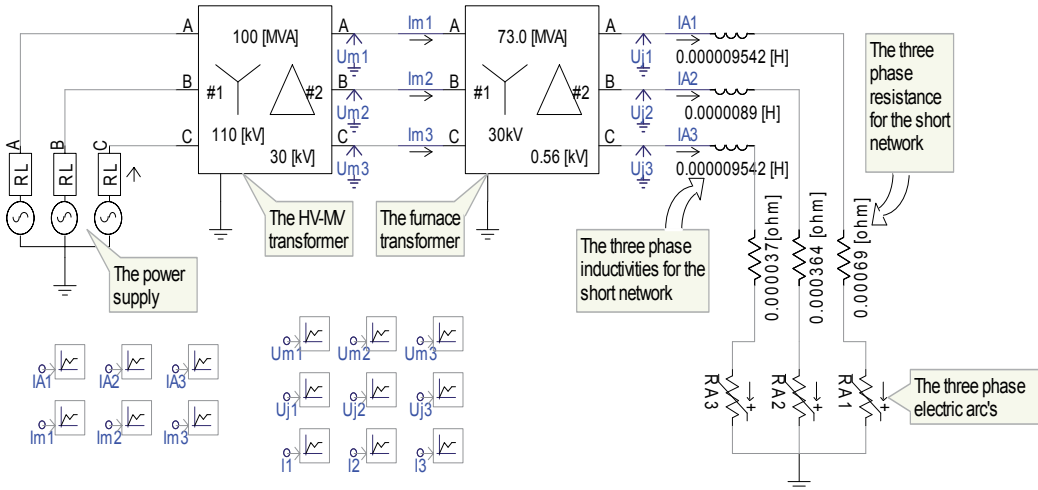 A
100 [MVA]
A
Im1
A
73.0 [MVA]
A
IA1
Um1
Uj1
0.000009542 [H]
B
#1
#2
B
Im2
B
#1
#2
B
IA2
Um2
Uj2
0.0000089 [H]
C
110 [kV]
C
Im3
C
30kV
C
IA3
30 [kV]
0.56 [kV]
Um3
Uj3
0.000009542 [H]
The three
phase
resistance
for the short
network
A
B
C
RL
RL
RL
The HV-MV
transformer
The furnace
transformer
The three phase
inductivities for the
short network
The power
supply
0.000037 [ohm]
0.000364 [ohm]
0.00069 [ohm]
Um1
Um2
Um3
IA1
IA2
IA3
Uj1
Uj2
Uj3
Im1
Im2
Im3
I1
I2
I3
RA3
+
RA2
+
RA1
+
The three phase
electric arc's